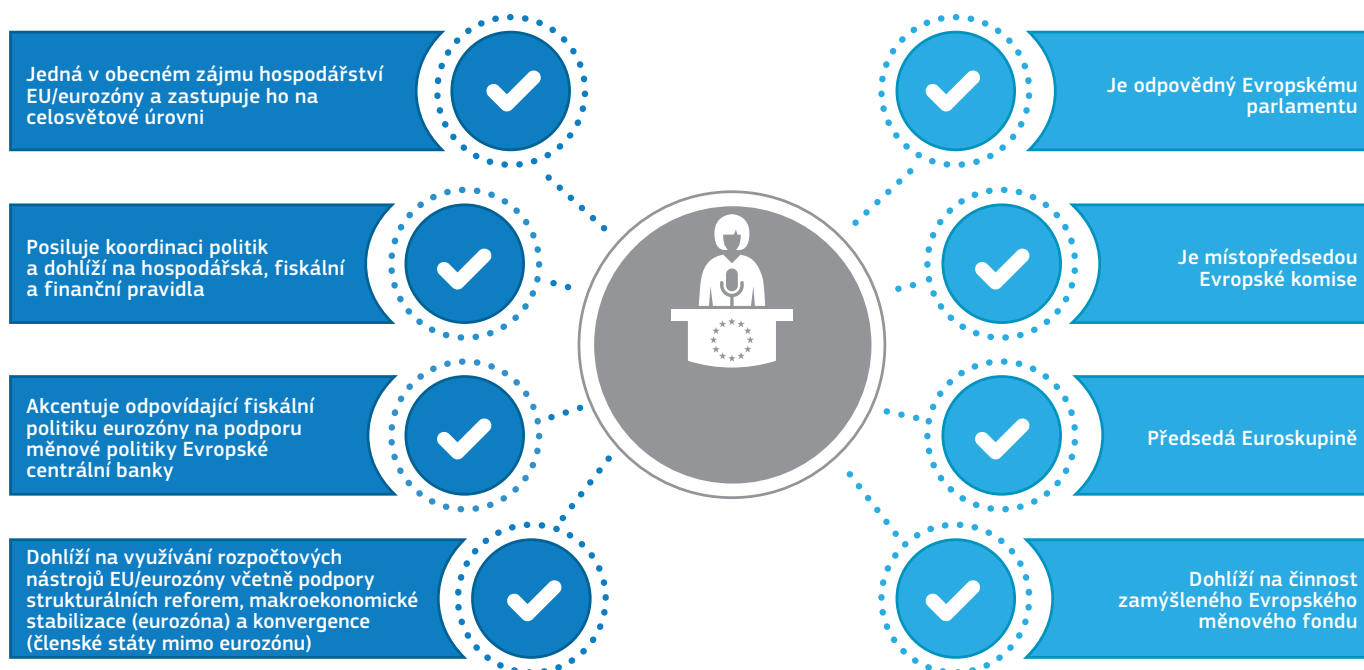 Jedná v obecném zájmu hospodářství
EU/eurozóny a zastupuje ho na
celosvětové úrovni
Posiluje koordinaci politik
a dohlíží na hospodářská, fiskální
a finanční pravidla
Akcentuje odpovídající fiskální
politiku eurozóny na podporu
měnové politiky Evropské
centrální banky
Dohlíží na využívání rozpočtových
nástrojů EU/eurozóny včetně podpory
strukturálních reforem, makroekonomické
stabilizace (eurozóna) a konvergence
(členské státy mimo eurozónu)
Je odpovědný Evropskému
parlamentu
Je místopředsedou
Evropské komise
Předsedá Euroskupině
Dohlíží na činnost
zamýšleného Evropského
měnového fondu